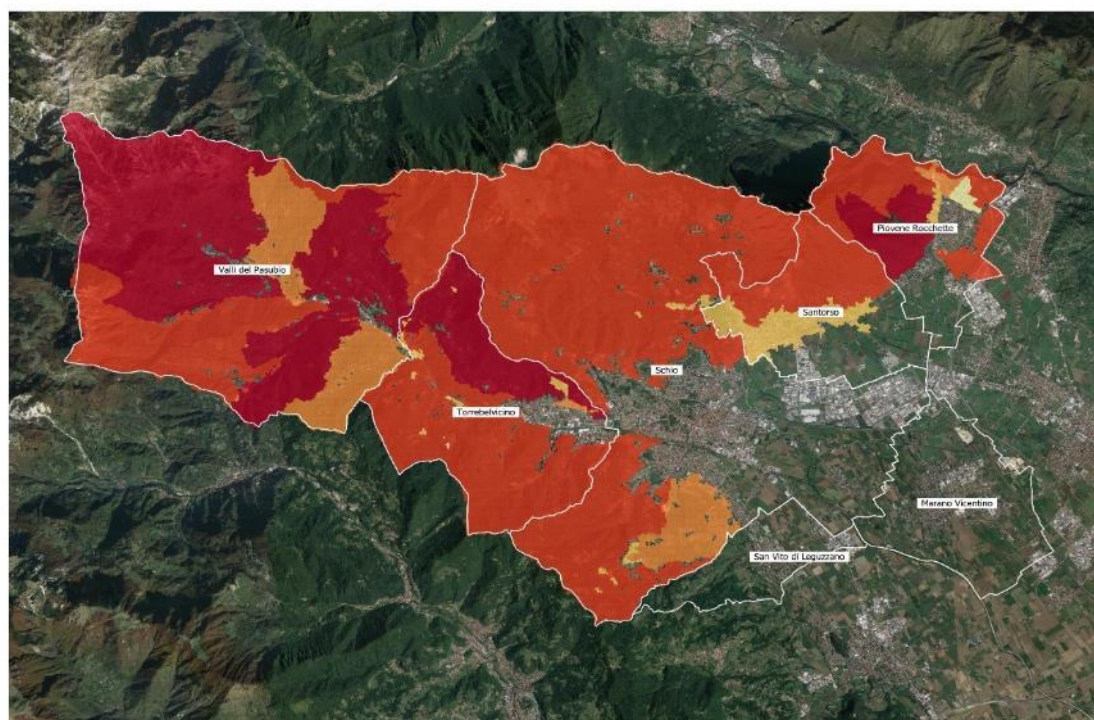 Piovene Rocchette
Valli del Pasubio
Santorso
Schio
Torrebelvicino
Marano Vicentino
San Vito di Leguzzano